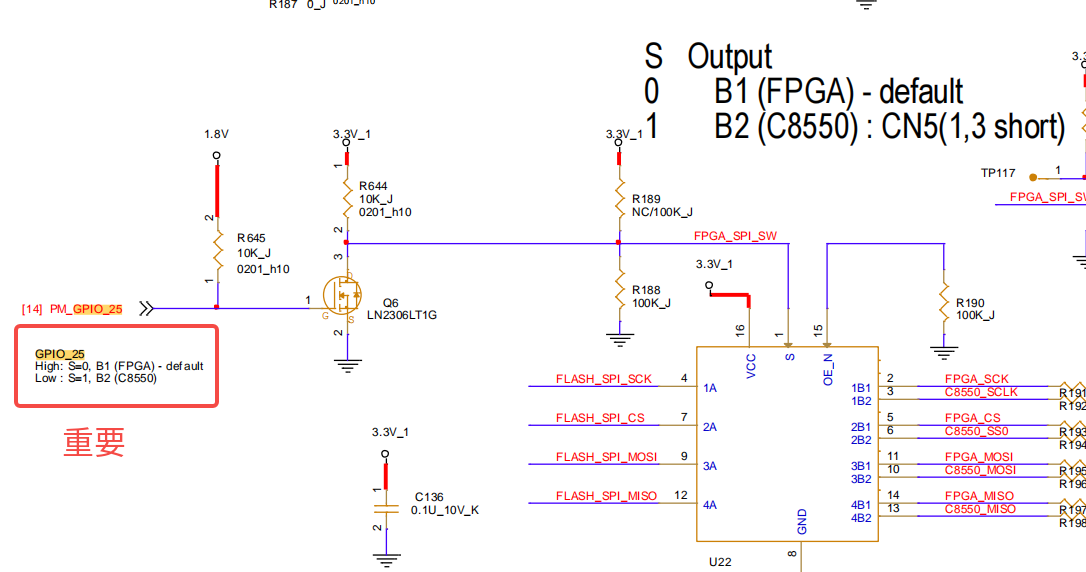 R187 0_J 0201_h10
S Output
0 B1 (FPGA) - default
1 B2 (C8550) : CN5(1,3 short)
1.8V
3.3V_1
3.3V_1
TP117
1
FPGA_SPI_SW
2
R645
10K_J
0201_h10
1
1
R644
10K_J
0201_h10
2
R189
NC/100K_J
FPGA_SPI_SW
3.3V_1
[14] PM_GPIO_25
1
3
D
G
S
2
Q6
LN2306LT1G
R188
100K_J
R190
100K_J
GPIO_25
High: S=0, B1 (FPGA) - default
Low : S=1, B2 (C8550)
重要
3.3V_1
1
C136
0.1U_10V_K
2
16
1
15
VCC
S
OE_N
FLASH_SPI_SCK 4 1A
FLASH_SPI_CS 7 2A
FLASH_SPI_MOSI 9 3A
FLASH_SPI_MISO 12 4A
1B1 2 FPGA_SCK R191
1B2 3 C8550_SCLK R192
2B1 5 FPGA_CS R193
2B2 6 C8550_SS0 R194
3B1 11 FPGA_MOSI R195
3B2 10 C8550_MOSI R196
4B1 14 FPGA_MISO R197
4B2 13 C8550_MISO R198
GND
8
U22